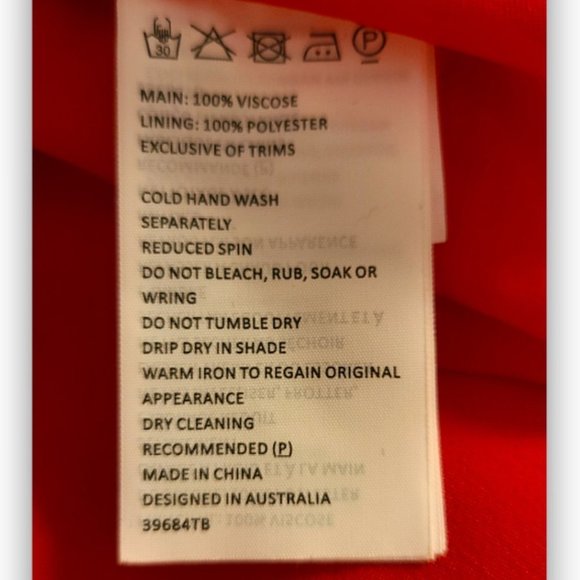 30
P
MAIN: 100% VISCOSE
LINING: 100% POLYESTER
EXCLUSIVE OF TRIMS
COLD HAND WASH
SEPARATELY
REDUCED SPIN
DO NOT BLEACH, RUB, SOAK OR
WRING
DO NOT TUMBLE DRY
DRIP DRY IN SHADE
WARM IRON TO REGAIN ORIGINAL
APPEARANCE
DRY CLEANING
RECOMMENDED (P)
MADE IN CHINA
DESIGNED IN AUSTRALIA
39684TB